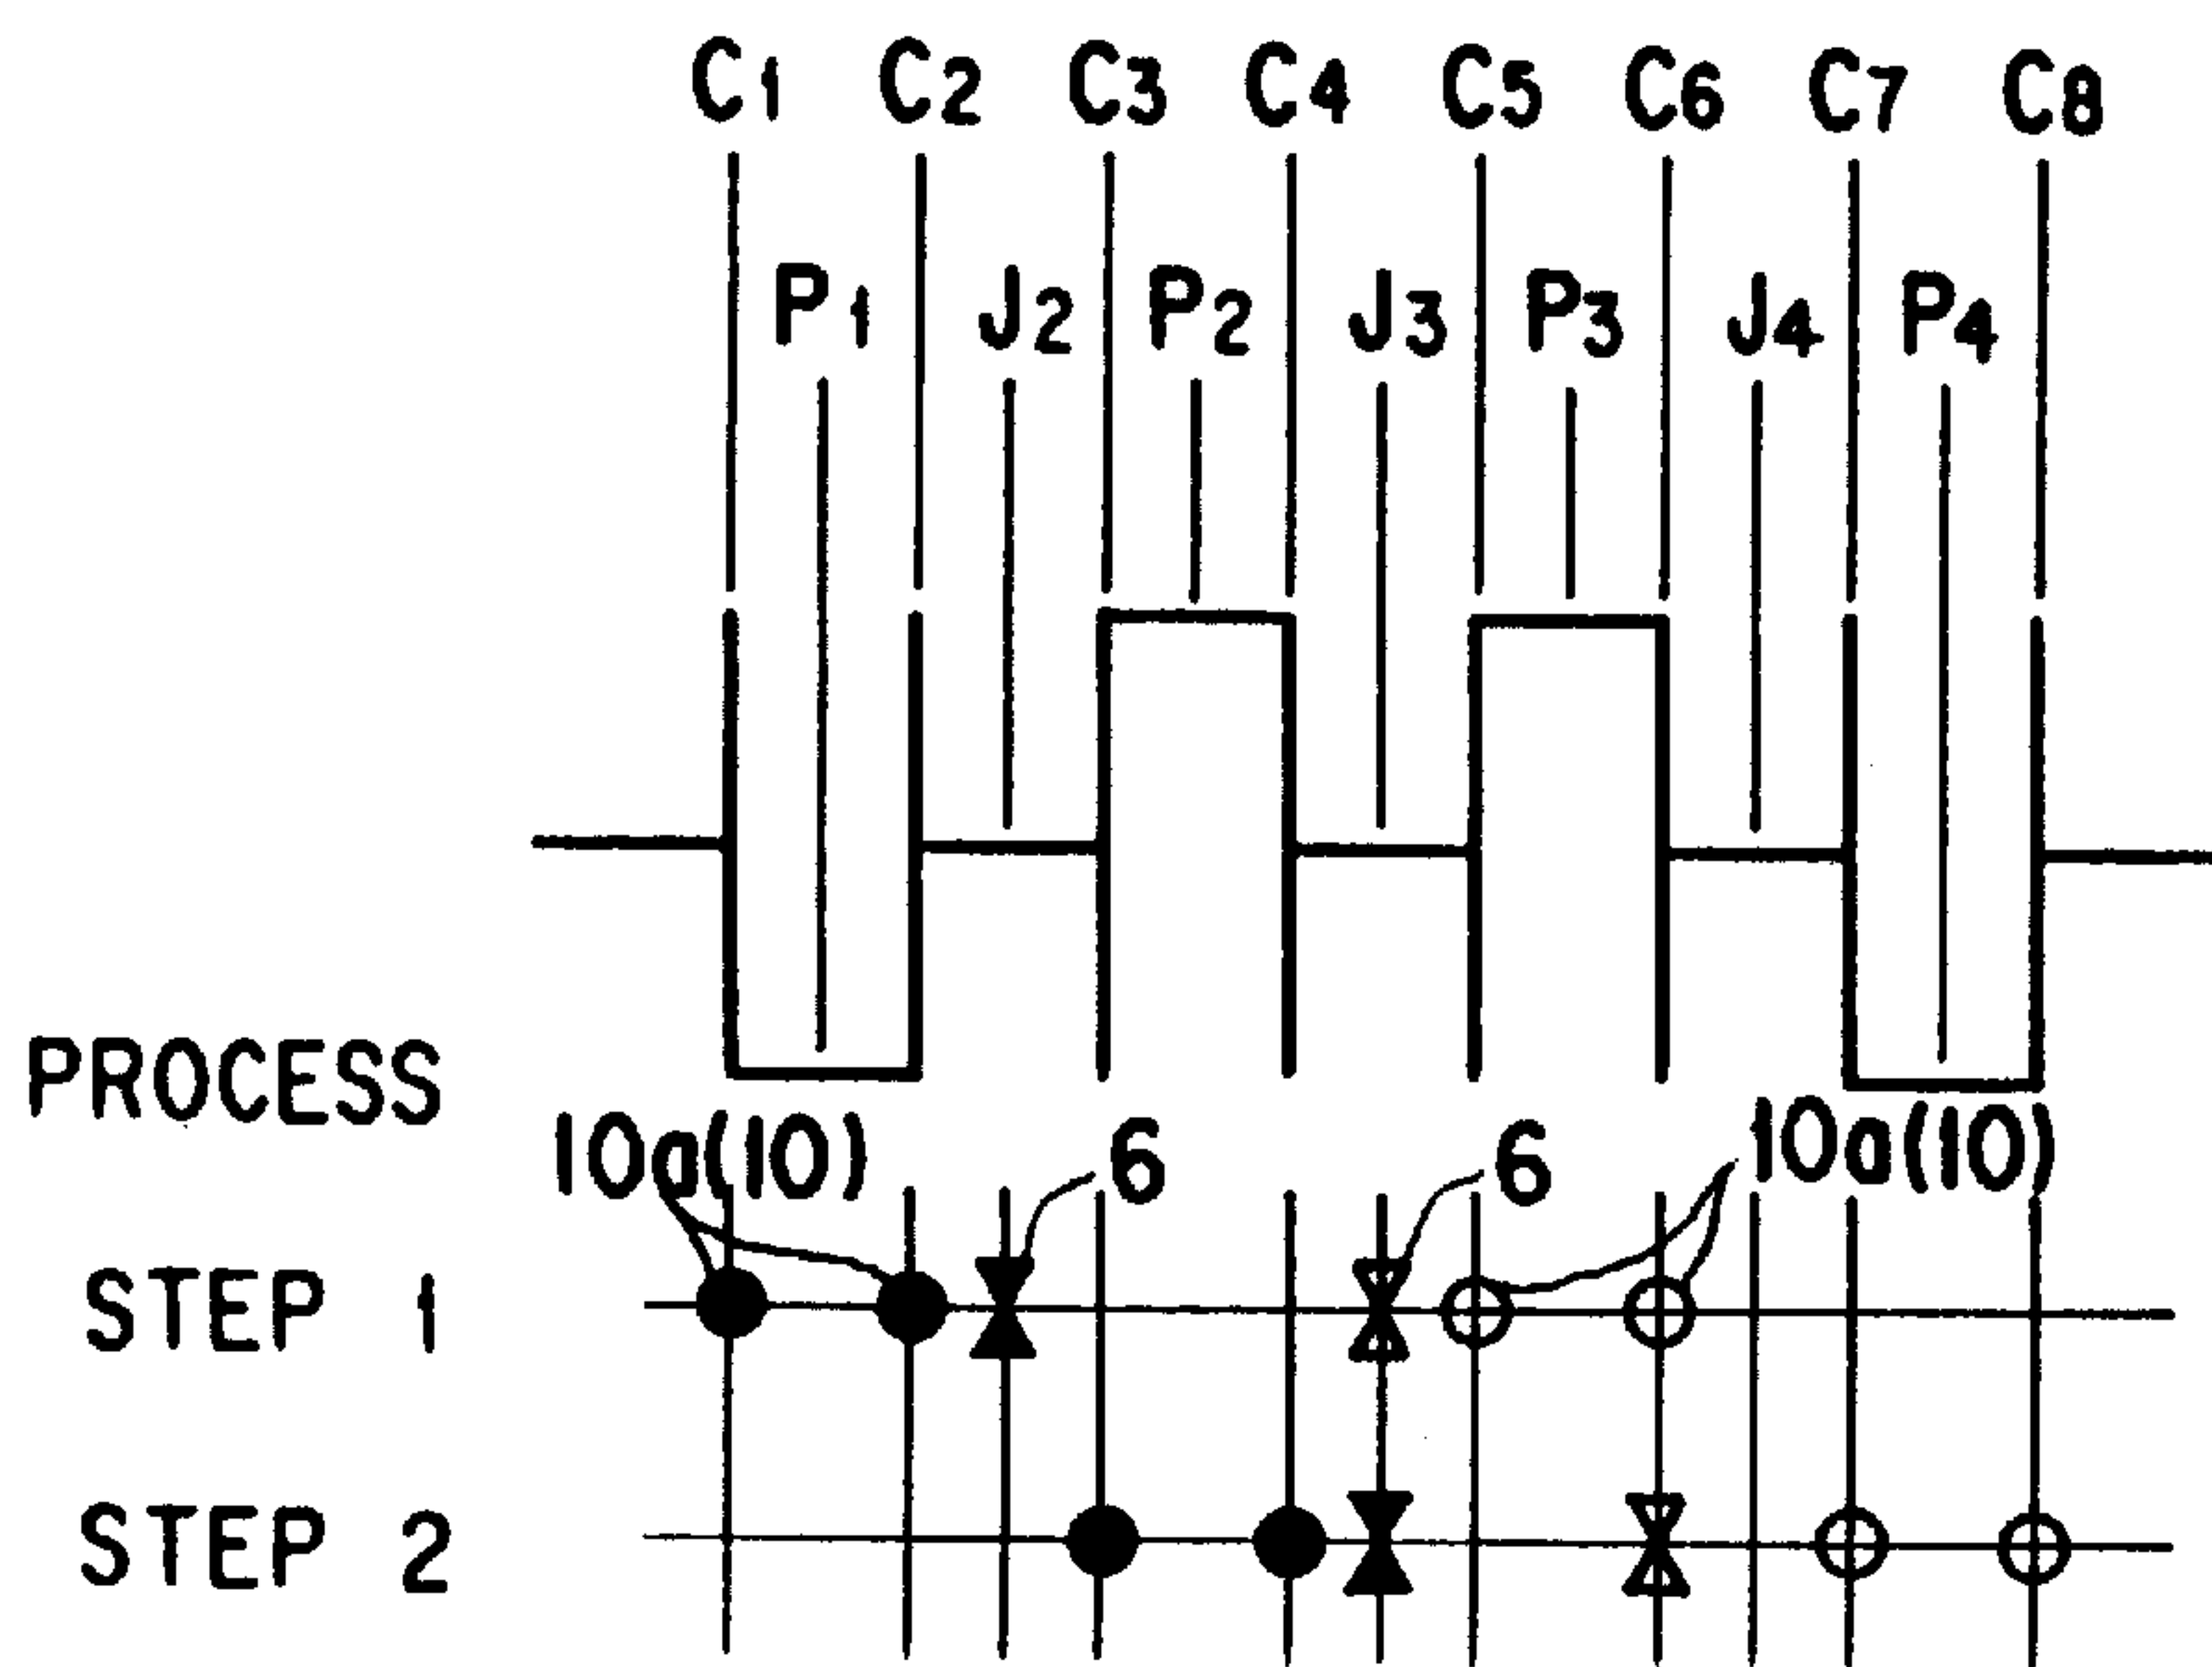 C1 C2 C3 C4 C5 C6 C7 C8
P1 J2 P2 J3 P3 J4 P4
PROCESS
10a(10) 6 6 10a(10)
STEP 1
STEP 2